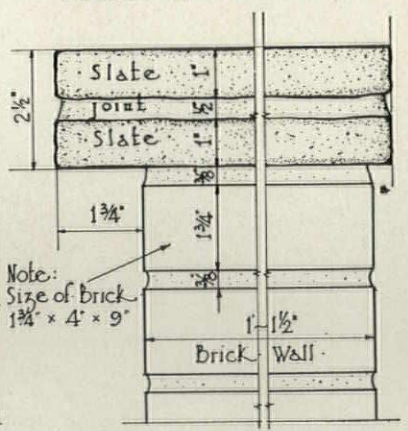 Slate
1"
2½"
Joint
½"
Slate
1"
⅜"
1¾"
1¾"
Note:
Size of Brick
1¾" × 4" × 9"
⅜"
1'-1½"
Brick Wall